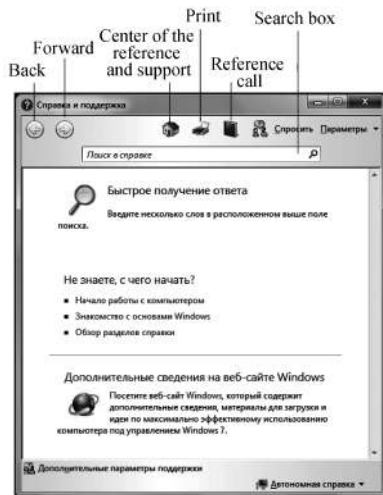 Print
Search box
Center of the
reference
and support
Forward
Reference
call
Back
Справка и поддержка
Спросить Параметры
Поиск в справке
Быстрое получение ответа
Введите несколько слов в расположенном выше поле
поиска.
Не знаете, с чего начать?
Начало работы с компьютером
Знакомство с основами Windows
Обзор разделов справки
Дополнительные сведения на веб-сайте Windows
Посетите веб-сайт Windows, который содержит
дополнительные сведения, материалы для загрузки и
идеи по максимально эффективному использованию
компьютера под управлением Windows 7.
Дополнительные параметры поддержки
Автономная справка